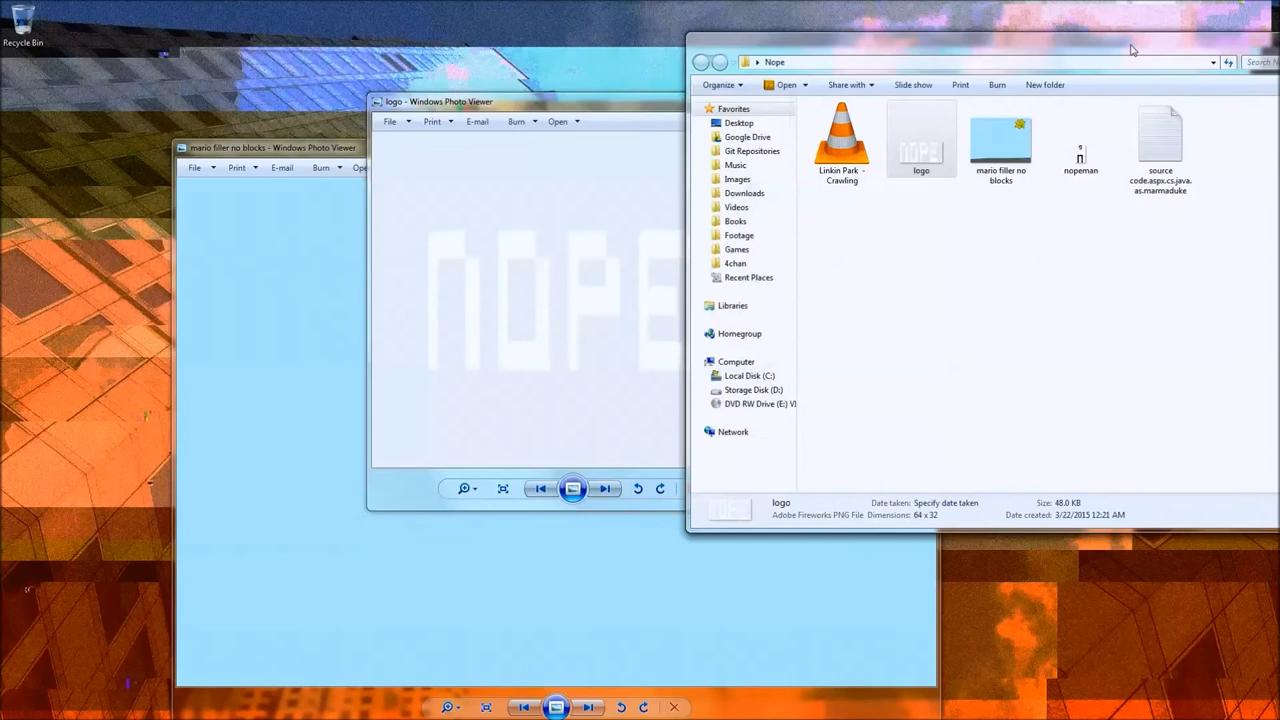 Recycle Bin
mario filler no blocks - Windows Photo Viewer
File Print E-mail Burn
logo - Windows Photo Viewer
File Print E-mail Burn Open
NOPE
Nope
Organize Open Share with Slide show Print Burn New folder
Favorites
Desktop
Google Drive
Git Repositories
Music
Images
Downloads
Videos
Books
Footage
Games
4chan
Recent Places
Libraries
Homegroup
Computer
Local Disk (C:)
Storage Disk (D:)
DVD RW Drive (E:)
Network
Linkin Park -
Crawling
NOPE
logo
mario filler no
blocks
nopeman
source
code.aspx.cs.java
.as.marmaduke
logo Date taken: Specify date taken Size: 48.0 KB
Adobe Fireworks PNG File Dimensions: 64 x 32 Date created: 3/22/2015 12:21 AM
Search